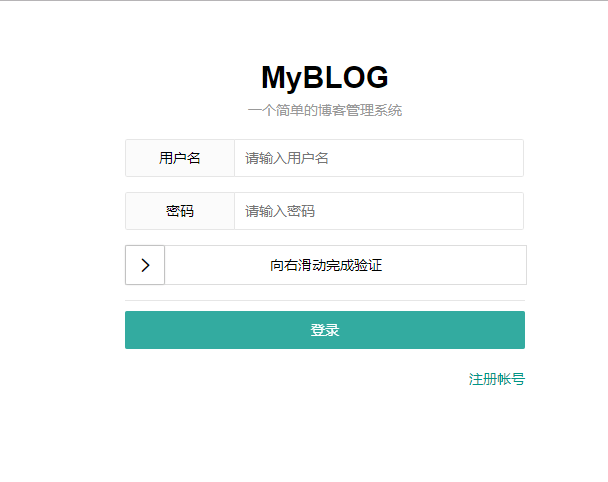 MyBLOG
一个简单的博客管理系统
用户名 请输入用户名
密码 请输入密码
向右滑动完成验证
登录
注册帐号